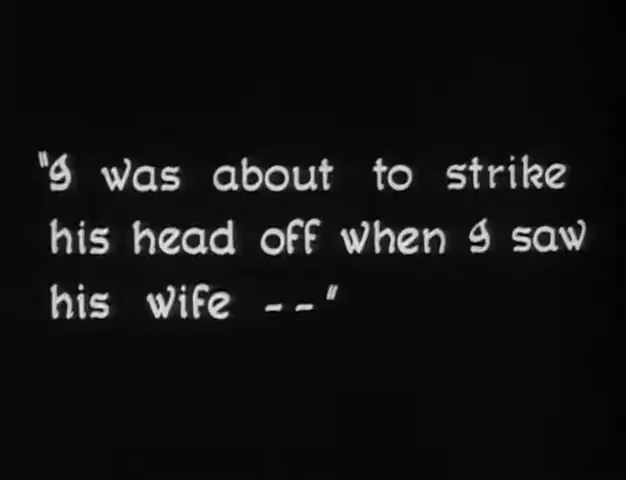 "I was about to strike
his head off when I saw
his wife --"